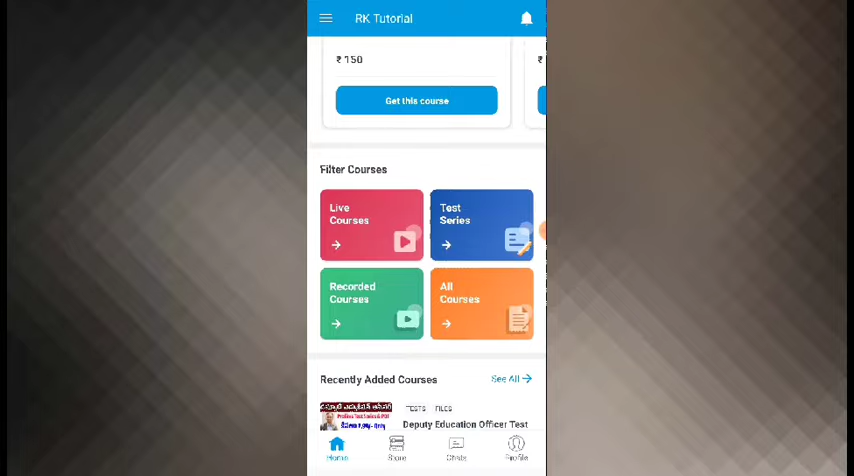 RK Tutorial
₹ 150
₹
Get this course
Filter Courses
Live
Courses
Test
Series
Recorded
Courses
All
Courses
Recently Added Courses
See All
TESTS FILES
Deputy Education Officer Test
Home
Store
Chats
Profile